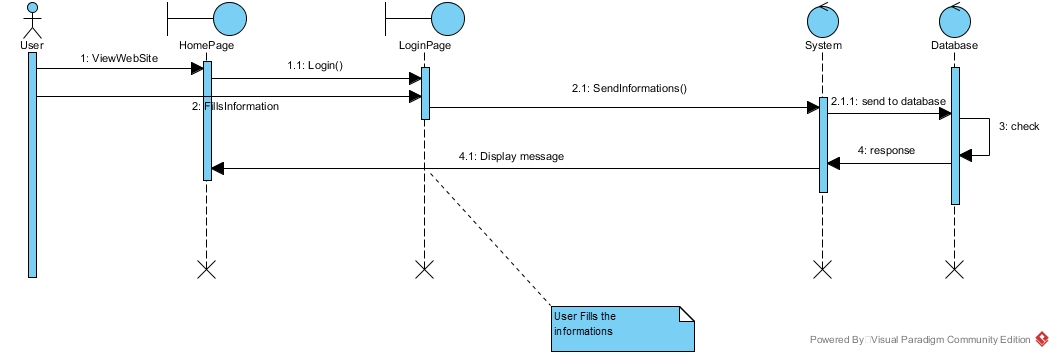 User
HomePage
LoginPage
System
Database
1: ViewWebSite
1.1: Login()
2: FillsInformation
2.1: SendInformations()
2.1.1: send to database
3: check
4: response
4.1: Display message
User Fills the
informations
Powered By Visual Paradigm Community Edition